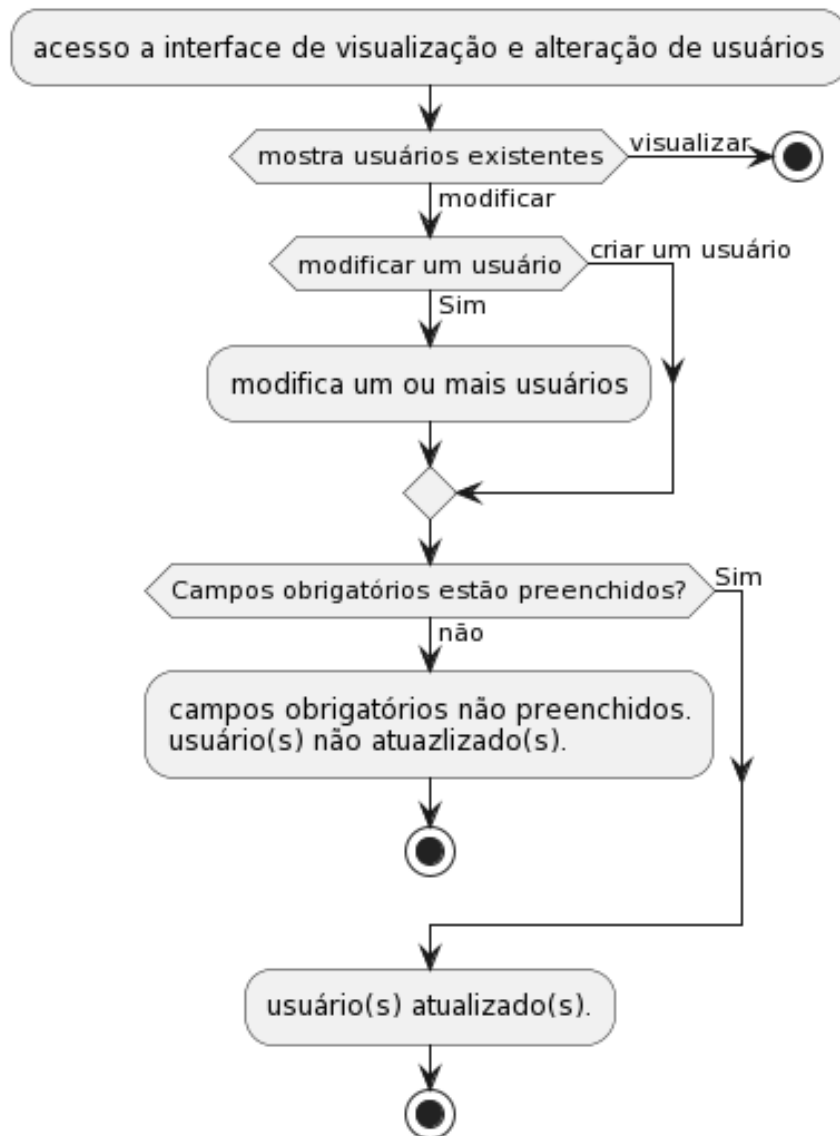 acesso a interface de visualização e alteração de usuários
mostra usuários existentes
visualizar
modificar
modificar um usuário
criar um usuário
Sim
modifica um ou mais usuários
Campos obrigatórios estão preenchidos?
Sim
não
campos obrigatórios não preenchidos.
usuário(s) não atuazlizado(s).
usuário(s) atualizado(s).